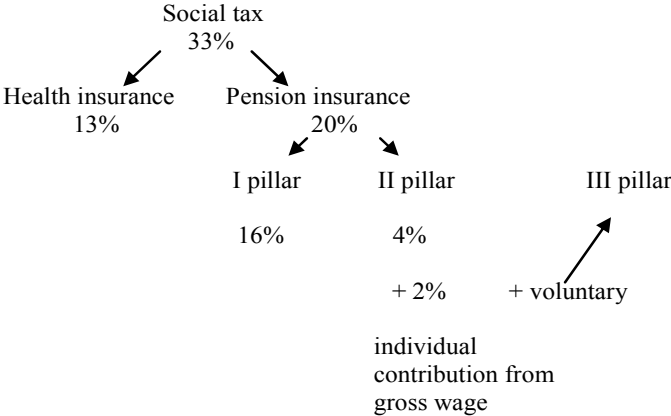 Social tax
33%
Health insurance
13%
Pension insurance
20%
I pillar
II pillar
III pillar
16%
4%
+ 2%
+ voluntary
individual
contribution from
gross wage